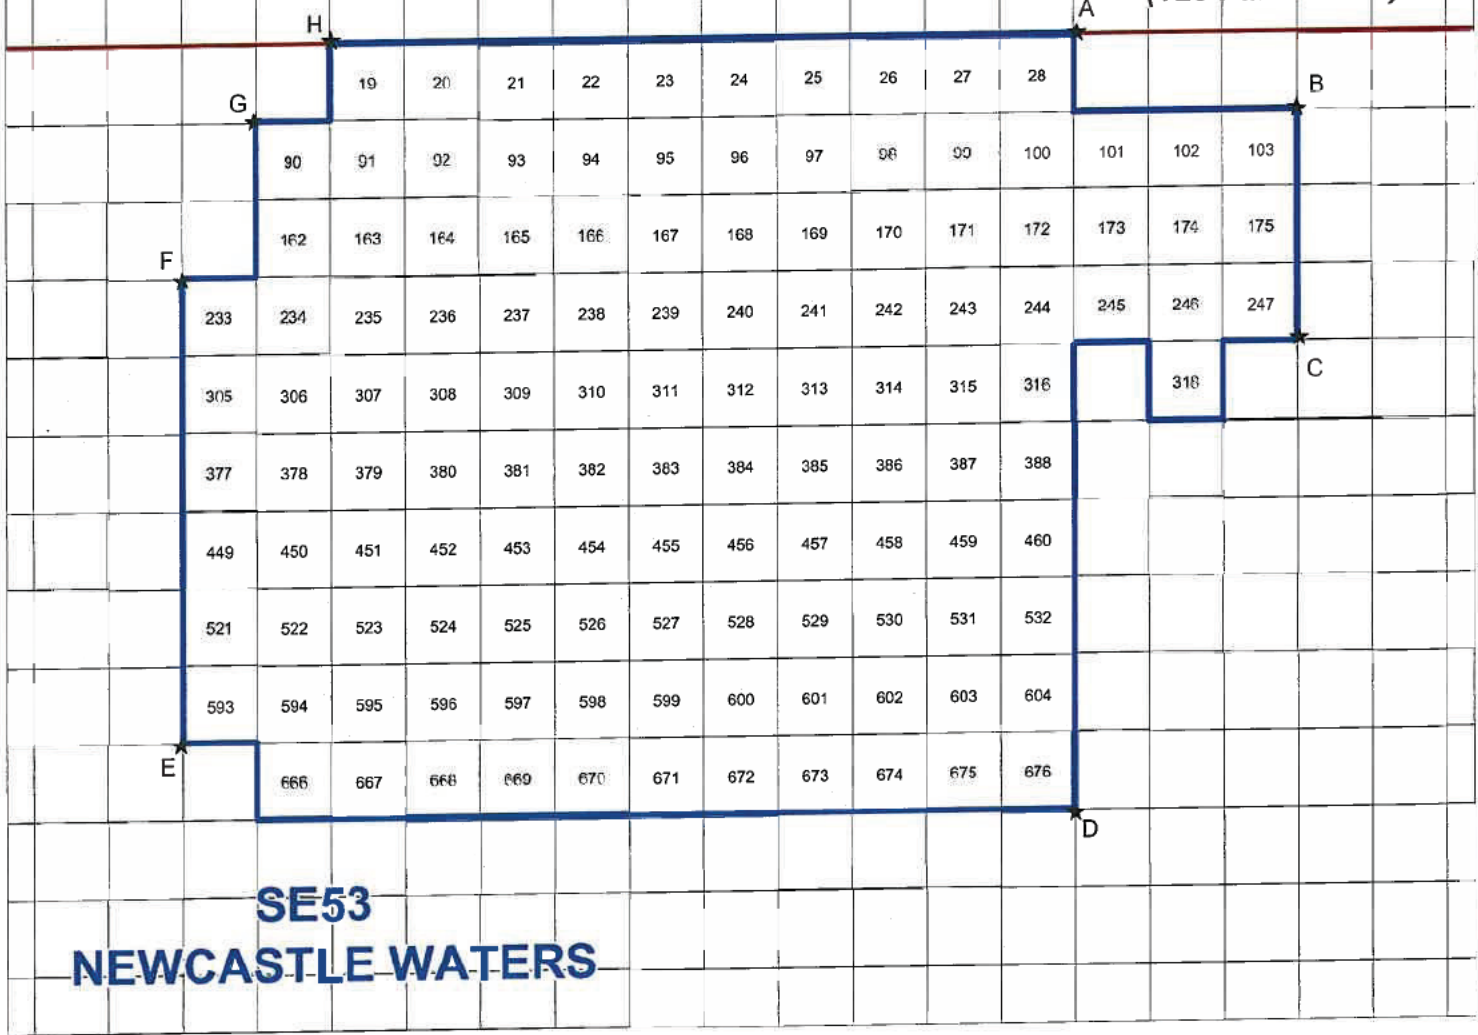 H
A
19 20 21 22 23 24 25 26 27 28
G
B
90 91 92 93 94 95 96 97 98 99 100 101 102 103
162 163 164 165 166 167 168 169 170 171 172 173 174 175
F
233 234 235 236 237 238 239 240 241 242 243 244 245 246 247
C
305 306 307 308 309 310 311 312 313 314 315 316 318
377 378 379 380 381 382 383 384 385 386 387 388
449 450 451 452 453 454 455 456 457 458 459 460
521 522 523 524 525 526 527 528 529 530 531 532
593 594 595 596 597 598 599 600 601 602 603 604
E
666 667 668 669 670 671 672 673 674 675 676
D
SE53
NEWCASTLE WATERS